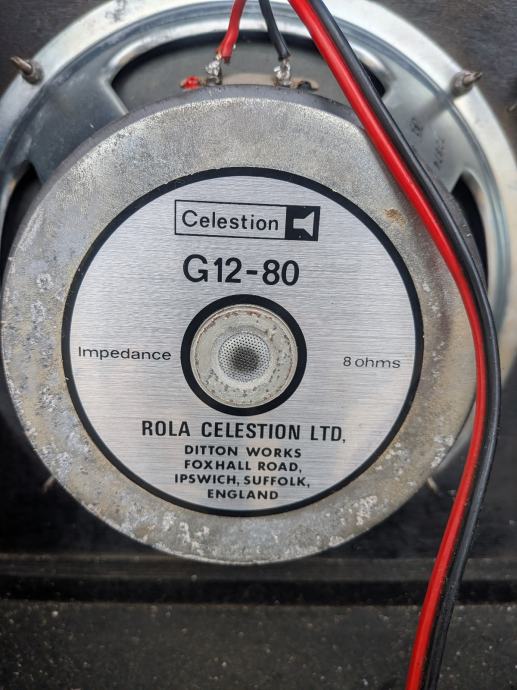 Celestion
G12-80
Impedance
8 ohms
ROLA CELESTION LTD,
DITTON WORKS
FOXHALL ROAD,
IPSWICH, SUFFOLK,
ENGLAND